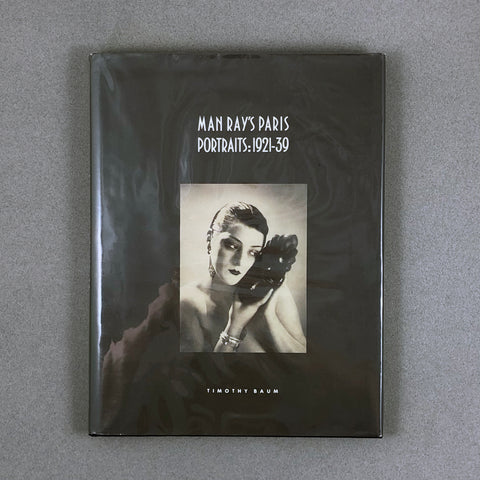 MAN RAY'S PARIS
PORTRAITS: 1921-39
TIMOTHY BAUM